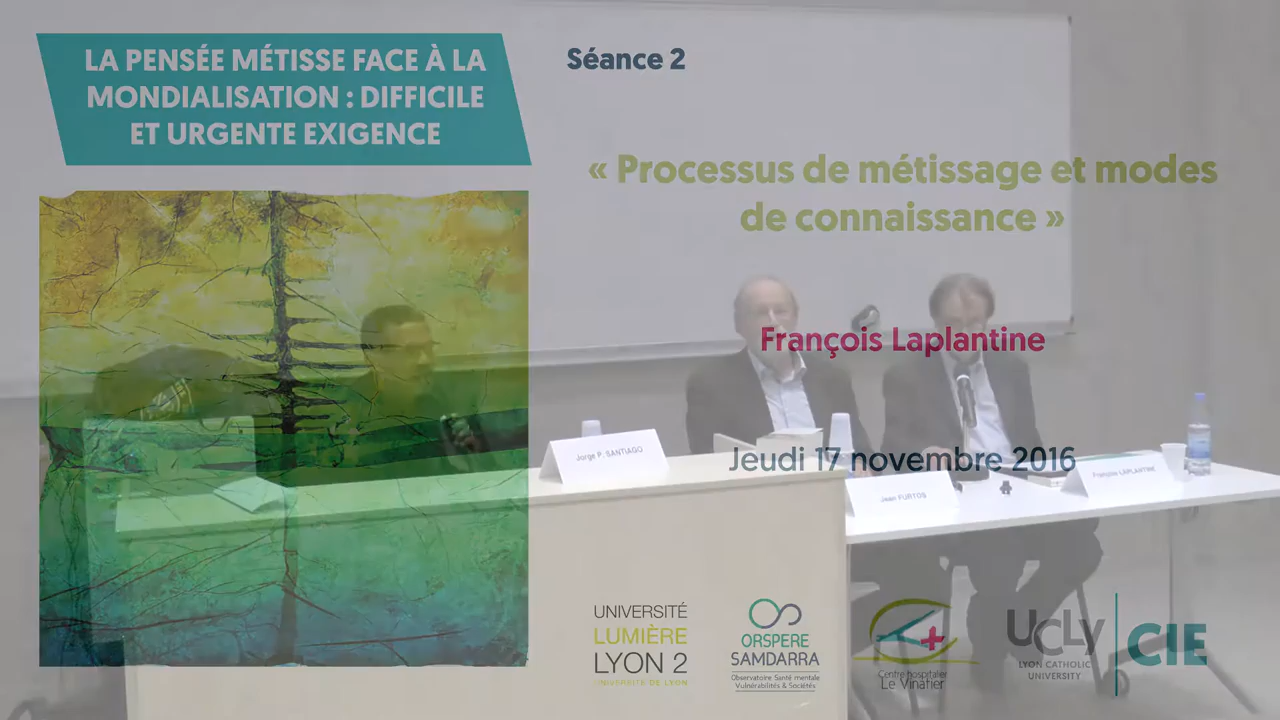 LA PENSÉE MÉTISSE FACE À LA
MONDIALISATION : DIFFICILE
ET URGENTE EXIGENCE
Séance 2
« Processus de métissage et modes
de connaissance »
François Laplantine
Jeudi 17 novembre 2016
Jorge P. SANTIAGO
Jean FURTOS
François LAPLANTINE
UNIVERSITÉ
LUMIÈRE
LYON 2
UNIVERSITÉ DE LYON
ORSPERE
SAMDARRA
Observatoire Santé mentale
Vulnérabilités & Sociétés
Centre hospitalier
Le Vinatier
UCLy
LYON CATHOLIC
UNIVERSITY
CIE